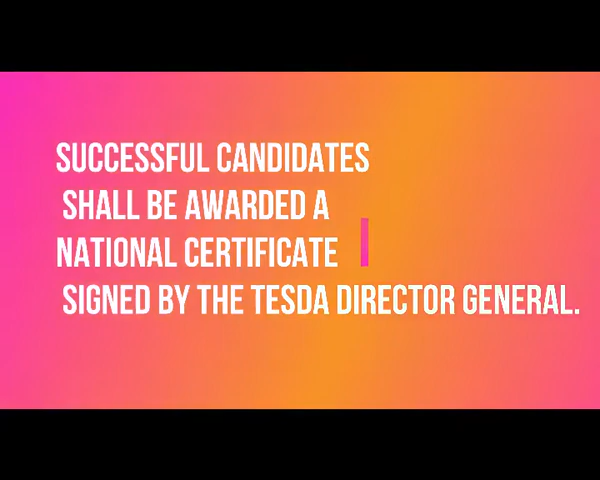 SUCCESSFUL CANDIDATES
SHALL BE AWARDED A
NATIONAL CERTIFICATE
SIGNED BY THE TESDA DIRECTOR GENERAL.